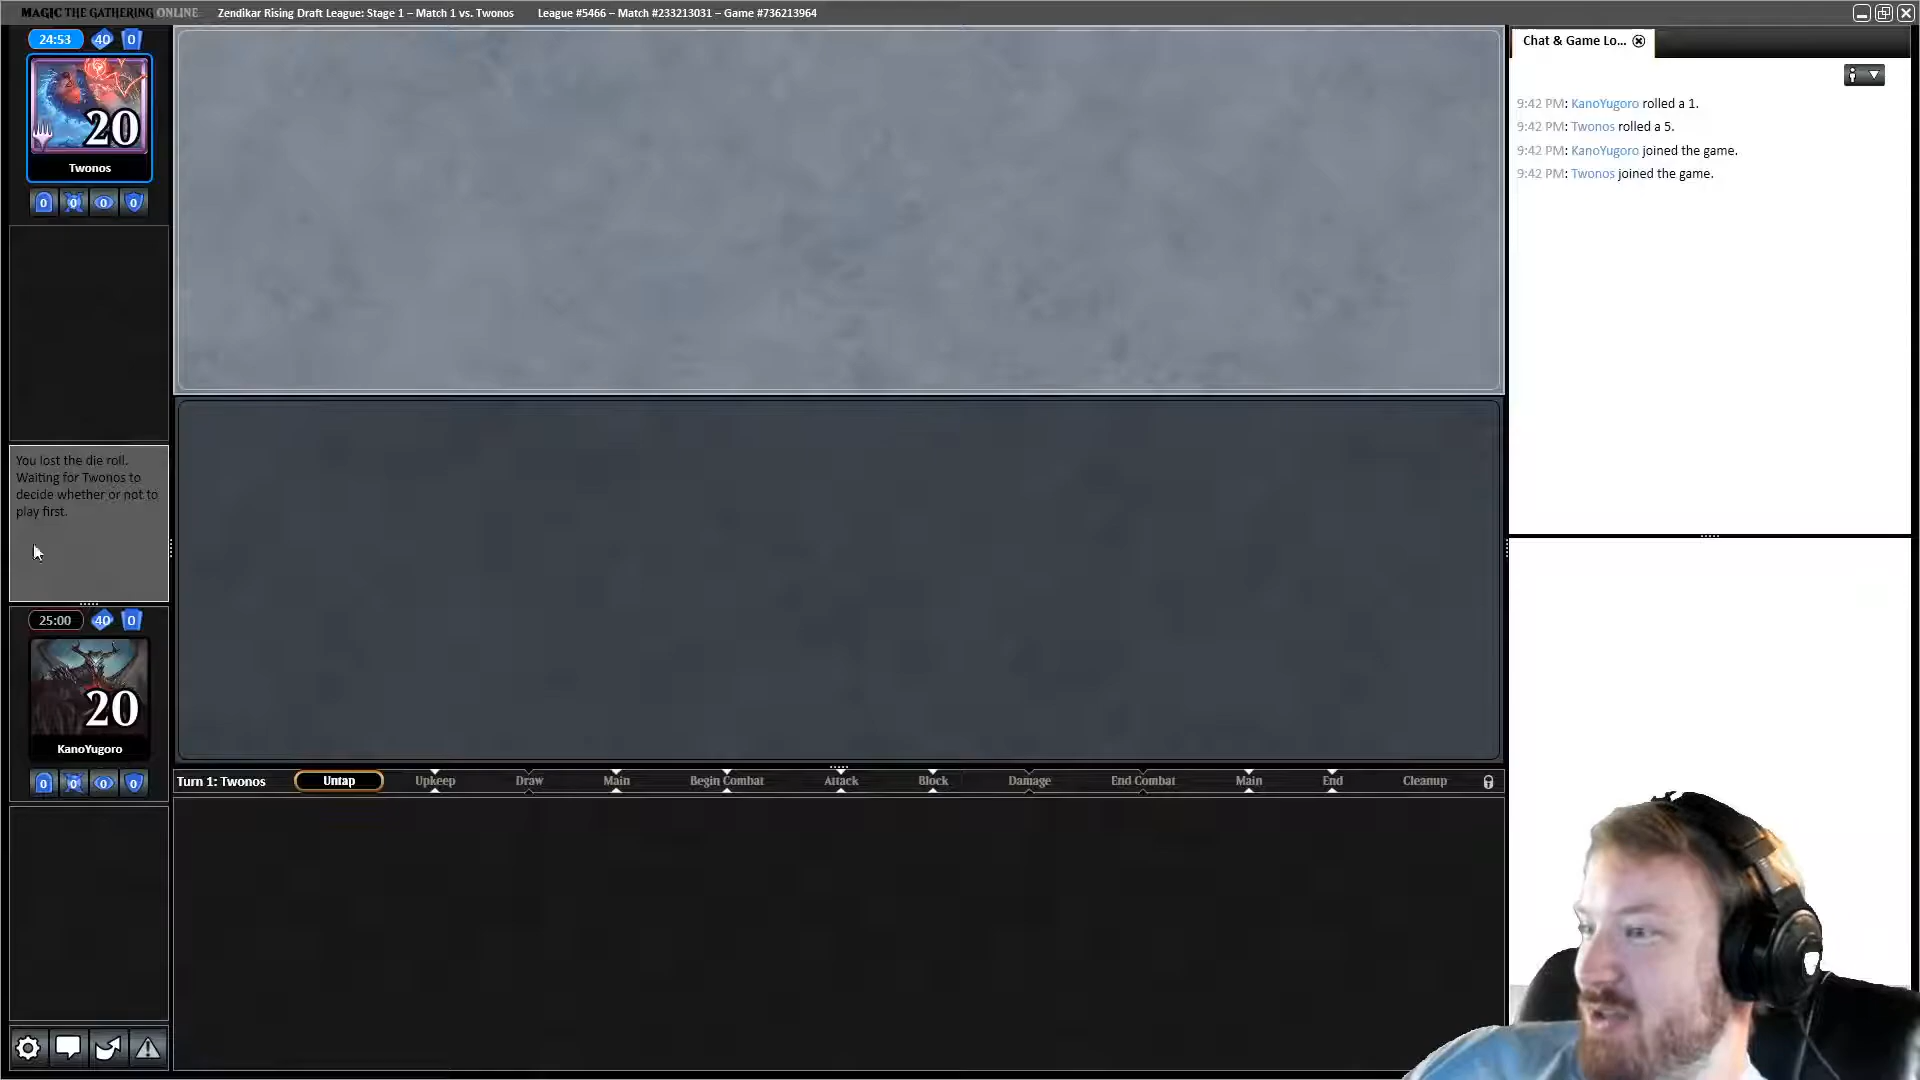 MAGIC THE GATHERING ONLINE Zendikar Rising Draft League: Stage 1 – Match 1 vs. Twonos League #5466 – Match #233213031 – Game #736213964
24:53 40 0
20
Twonos
0 0 0 0
You lost the die roll.
Waiting for Twonos to
decide whether or not to
play first.
25:00 40 0
20
KanoYugoro
0 0 0 0
Turn 1: Twonos Untap Upkeep Draw Main Begin Combat Attack Block Damage End Combat Main End Cleanup
Chat & Game Lo...
9:42 PM: KanoYugoro rolled a 1.
9:42 PM: Twonos rolled a 5.
9:42 PM: KanoYugoro joined the game.
9:42 PM: Twonos joined the game.